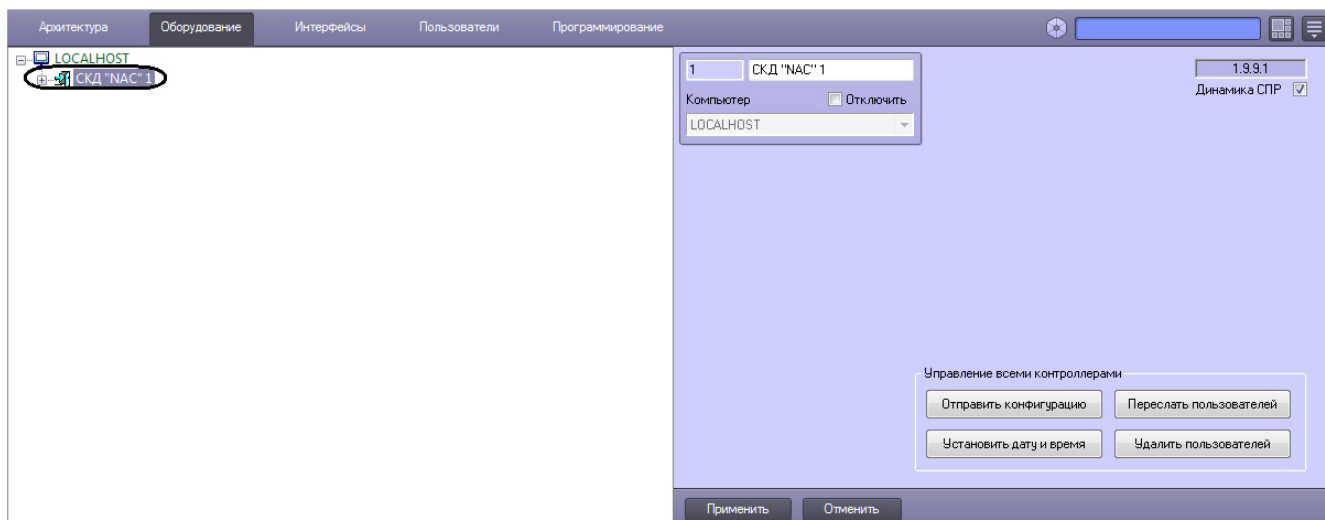 Архитектура Оборудование Интерфейсы Пользователи Программирование
LOCALHOST
СКД "NAC" 1
1 СКД "NAC" 1
1.9.9.1
Динамика СПР
Компьютер Отключить
LOCALHOST
Управление всеми контроллерами
Отправить конфигурацию Переслать пользователей
Установить дату и время Удалить пользователей
Применить Отменить